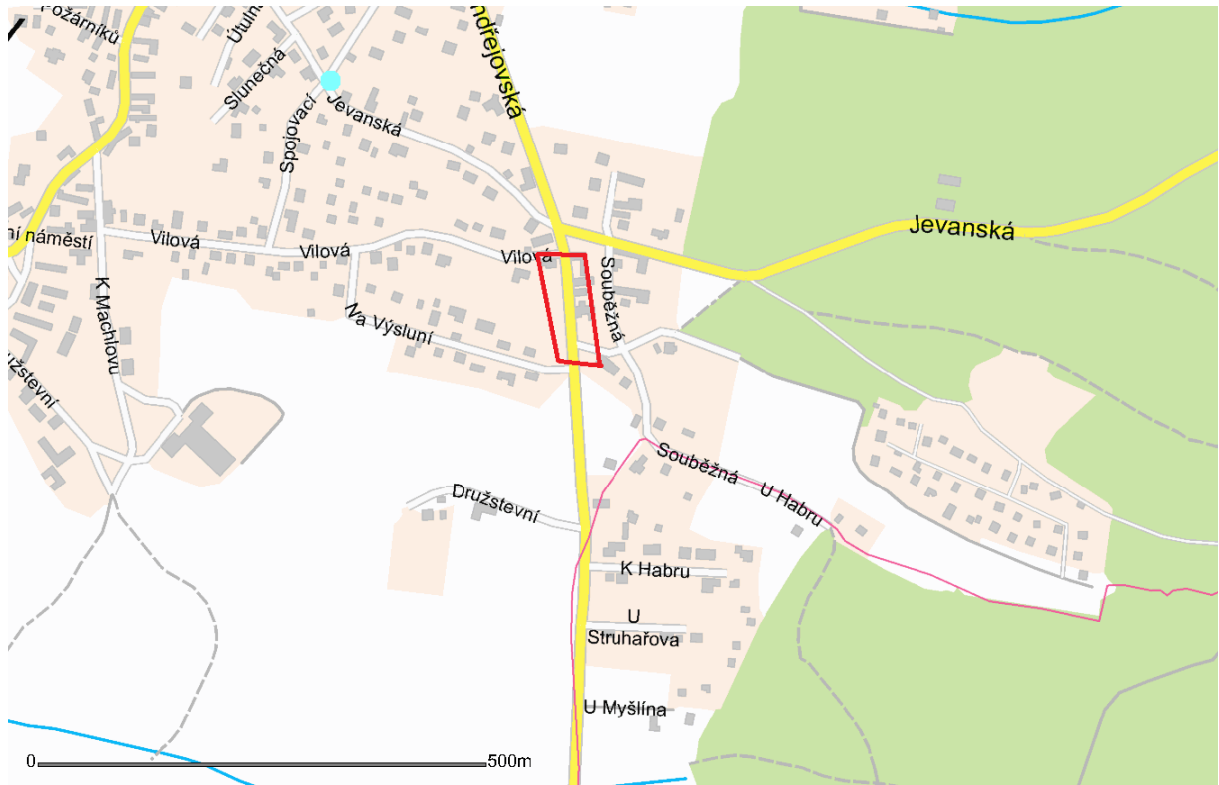 Požárníků
Útulná
Slunečná
Spojovací
Jevanská
ndřejovská
Jevanská
ní náměstí
Vilová
Vilová
Vilová
Souběžná
K Machlovu
Na Výsluní
užstevní
Souběžná
U Habru
Družstevní
K Habru
U
Struhařova
U Myšlína
0
500m